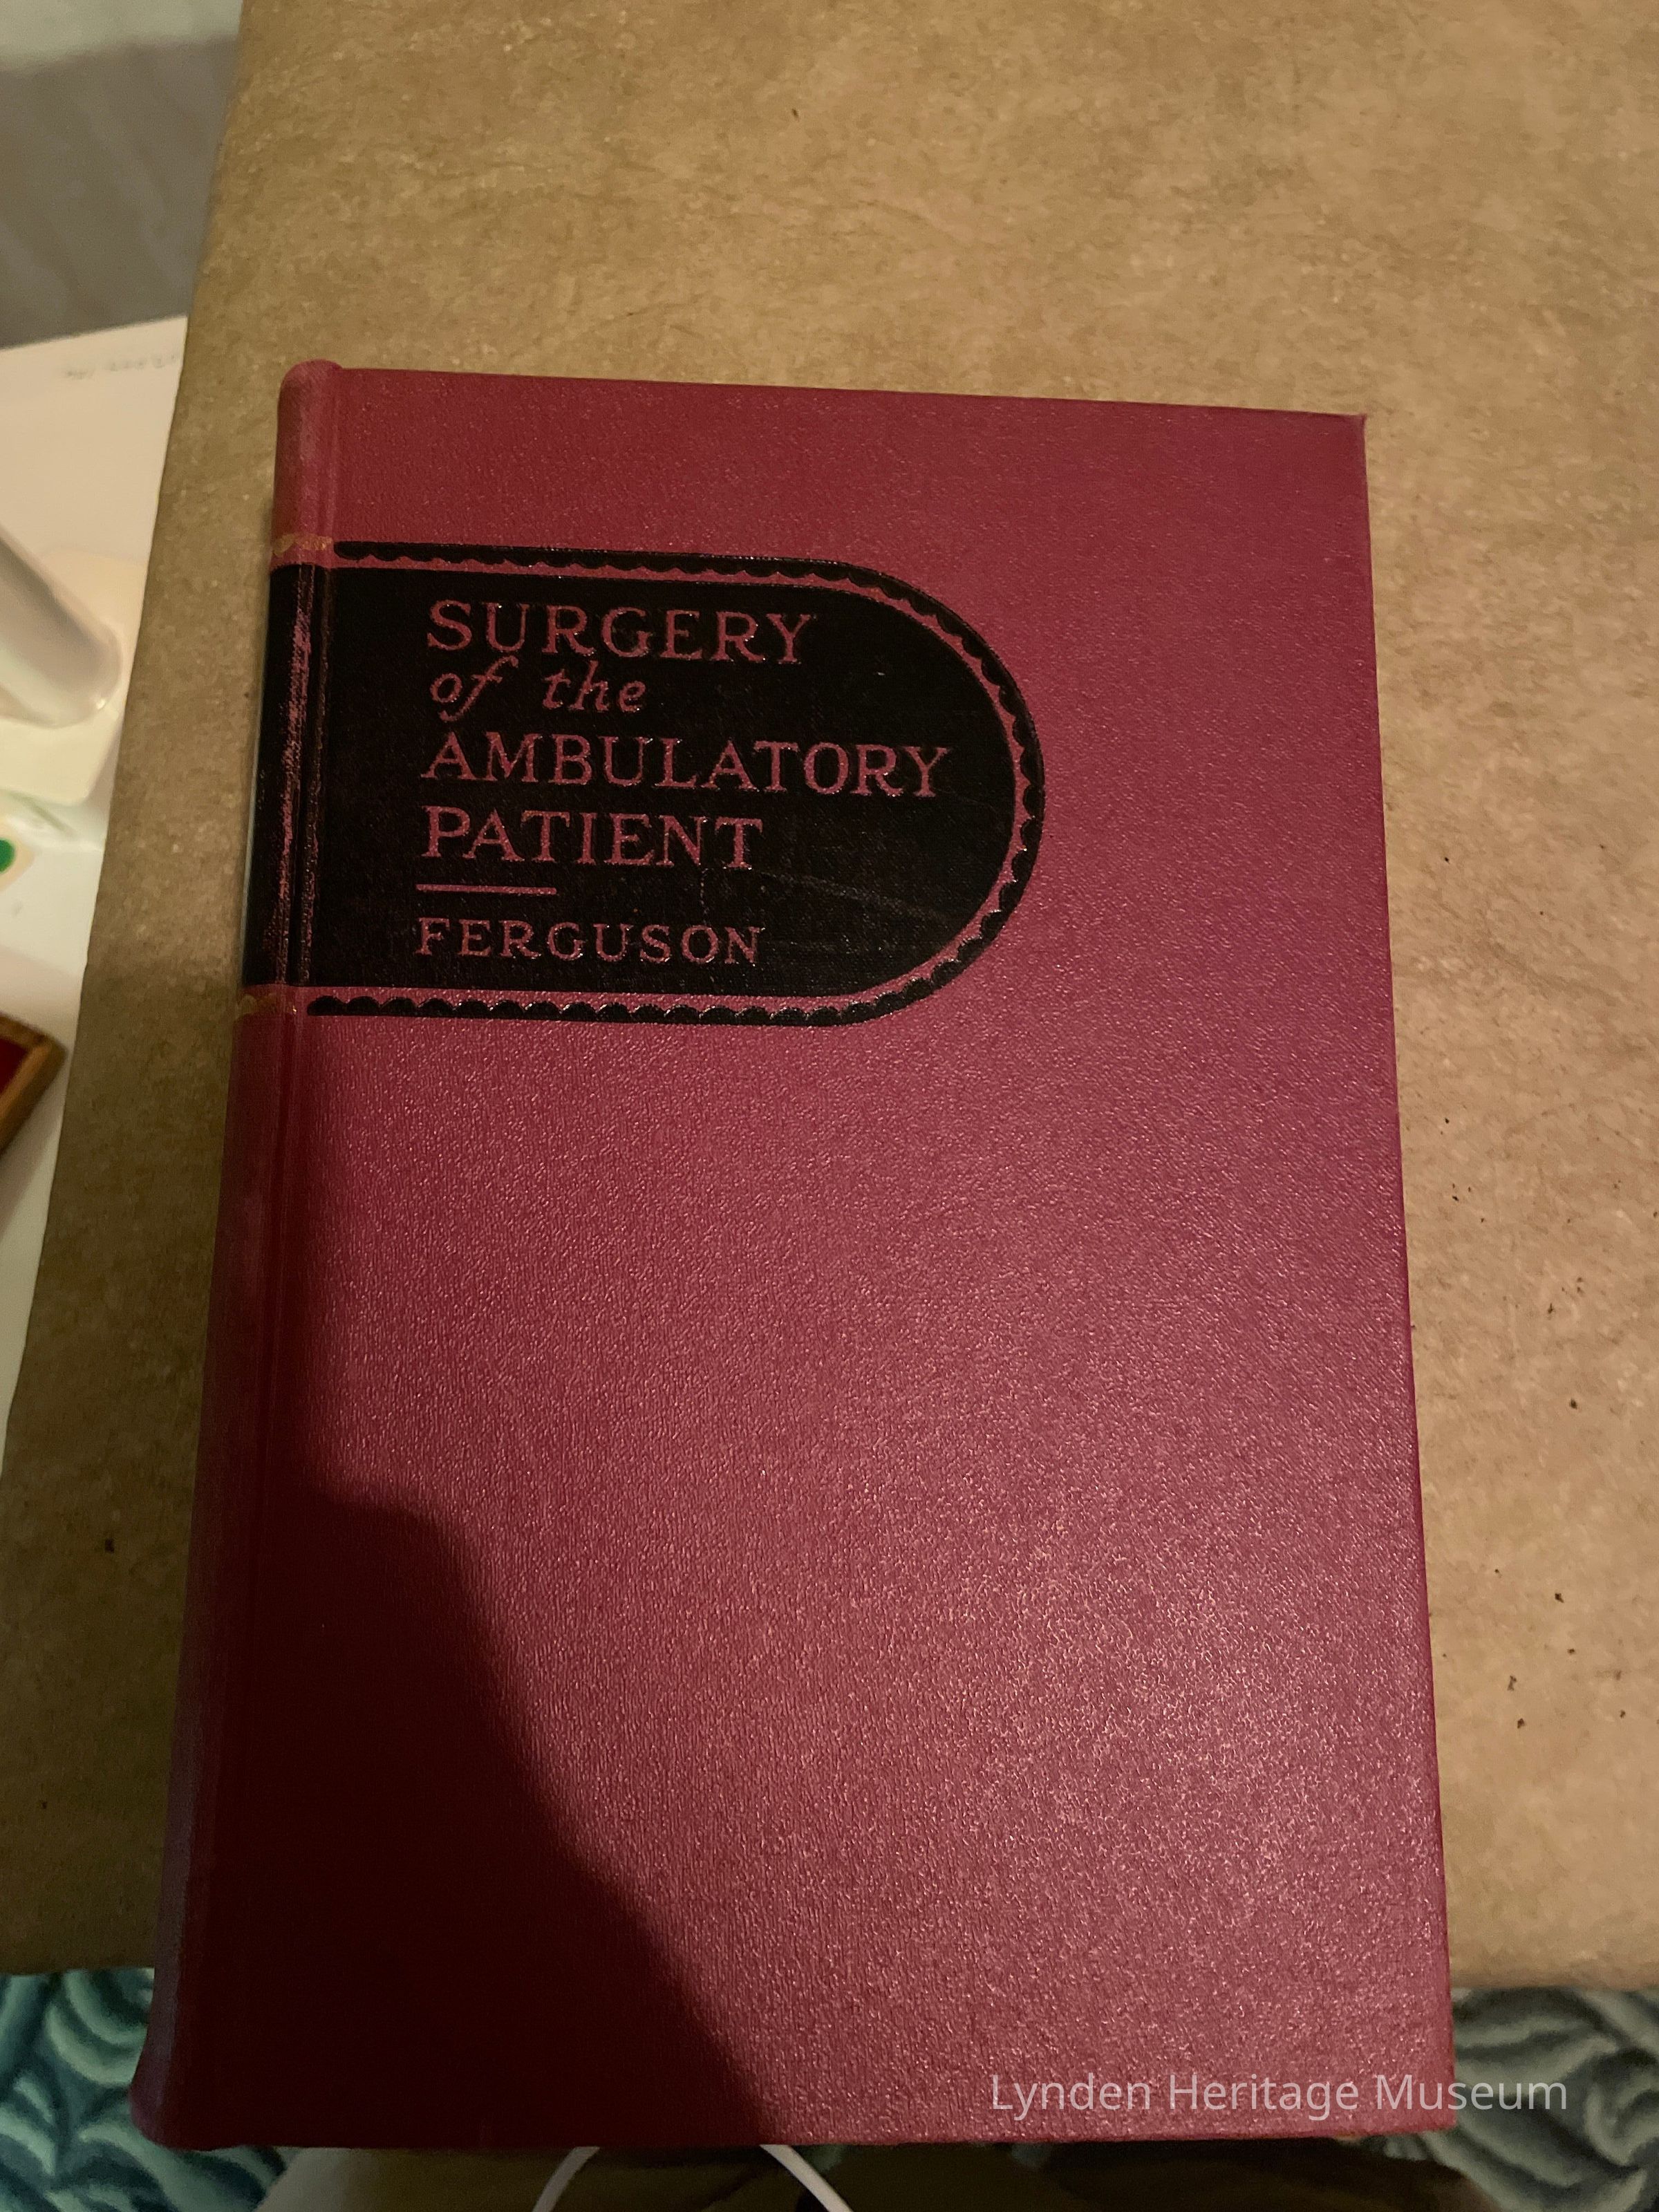 SURGERY
of the
AMBULATORY
PATIENT
FERGUSON
Lynden Heritage Museum